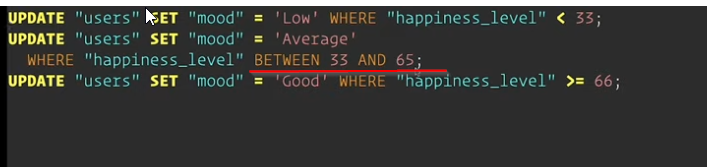 UPDATE "users" SET "mood" = 'Low' WHERE "happiness_level" < 33;
UPDATE "users" SET "mood" = 'Average'
WHERE "happiness_level" BETWEEN 33 AND 65;
UPDATE "users" SET "mood" = 'Good' WHERE "happiness_level" >= 66;